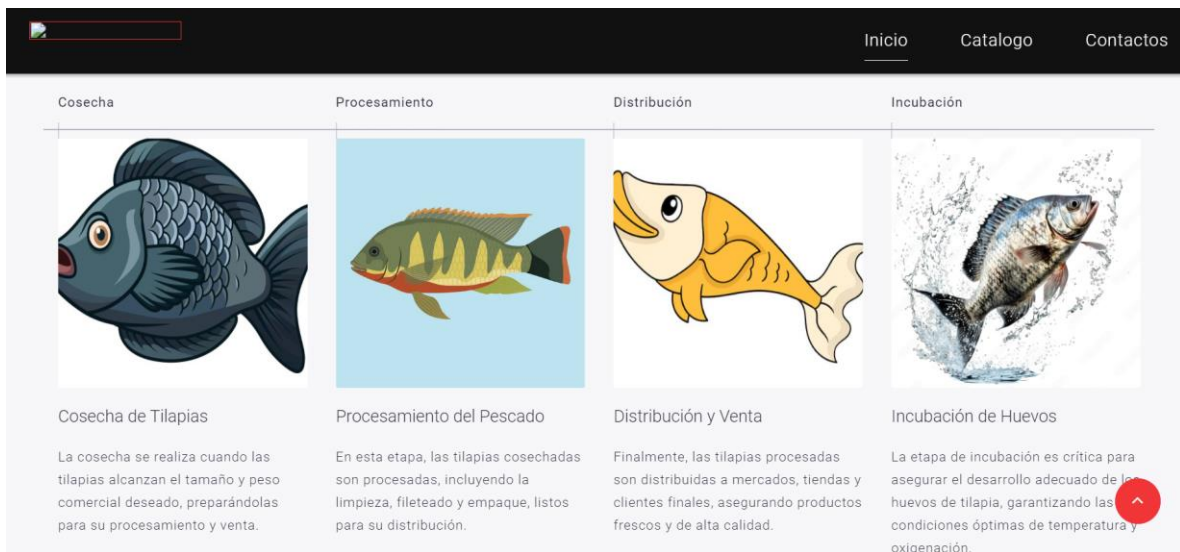 Inicio Catalogo Contactos
Cosecha
Procesamiento
Distribución
Incubación
Cosecha de Tilapias
La cosecha se realiza cuando las
tilapias alcanzan el tamaño y peso
comercial deseado, preparándolas
para su procesamiento y venta.
Procesamiento del Pescado
En esta etapa, las tilapias cosechadas
son procesadas, incluyendo la
limpieza, fileteado y empaque, listos
para su distribución.
Distribución y Venta
Finalmente, las tilapias procesadas
son distribuidas a mercados, tiendas y
clientes finales, asegurando productos
frescos y de alta calidad.
Incubación de Huevos
La etapa de incubación es crítica para
asegurar el desarrollo adecuado de los
huevos de tilapia, garantizando las
condiciones óptimas de temperatura y
oxigenación.